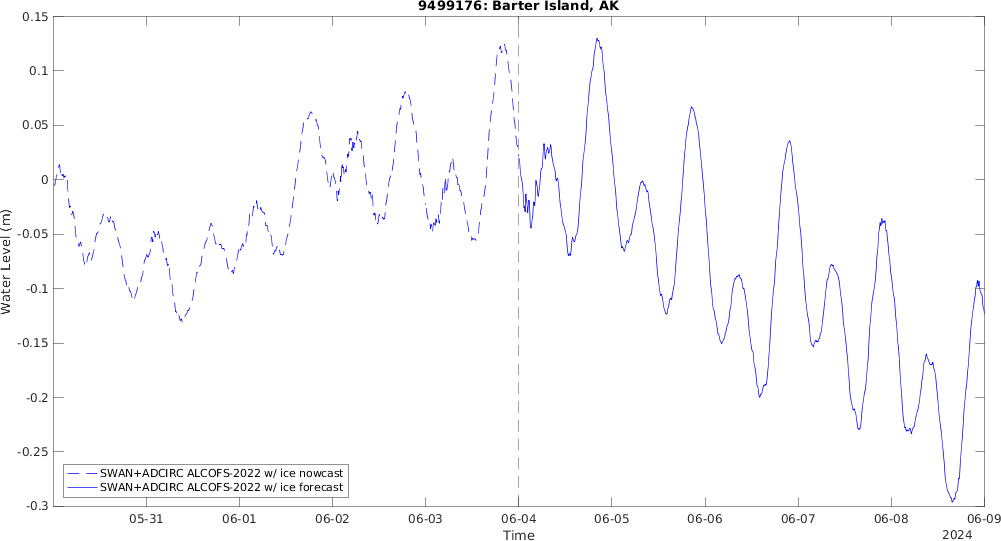 9499176: Barter Island, AK
0.15
0.1
0.05
0
-0.05
-0.1
-0.15
-0.2
-0.25
-0.3
Water Level (m)
SWAN+ADCIRC ALCOFS-2022 w/ ice nowcast
SWAN+ADCIRC ALCOFS-2022 w/ ice forecast
05-31 06-01 06-02 06-03 06-04 06-05 06-06 06-07 06-08 06-09
Time
2024